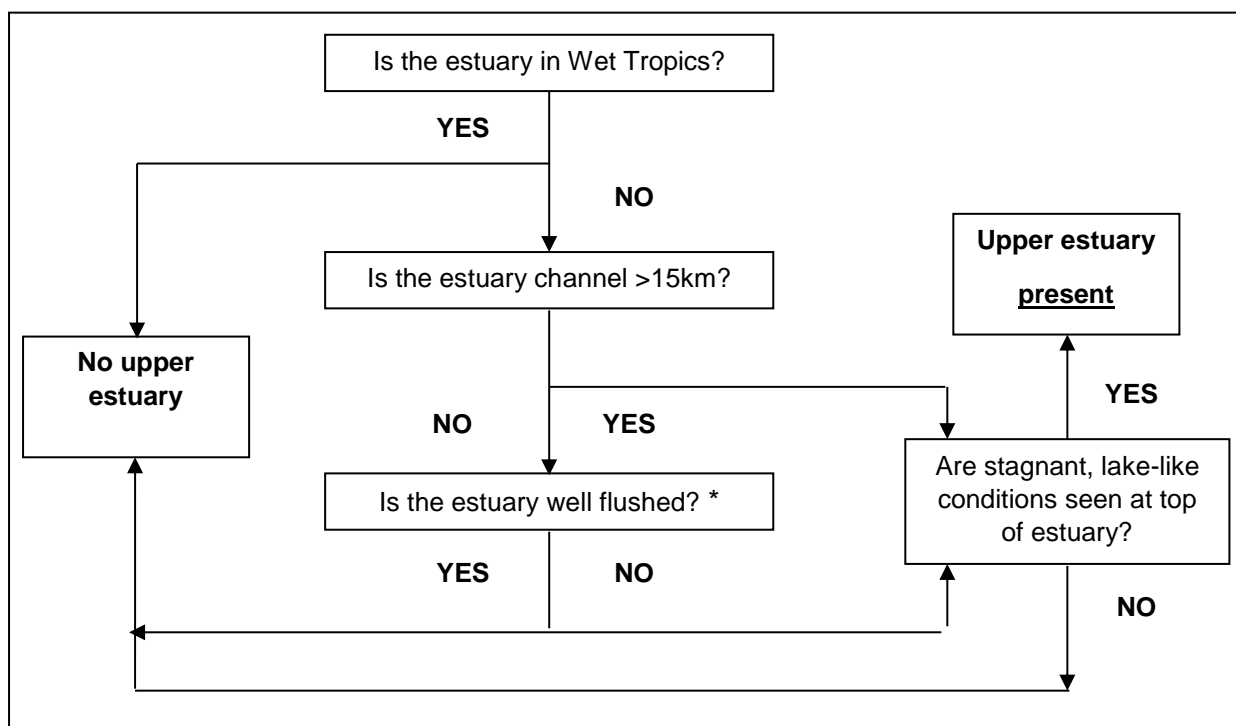 Is the estuary in Wet Tropics?
YES
NO
Is the estuary channel >15km?
Upper estuary
present
No upper
estuary
NO
YES
YES
Are stagnant, lake-like
conditions seen at top
of estuary?
Is the estuary well flushed? *
YES
NO
NO